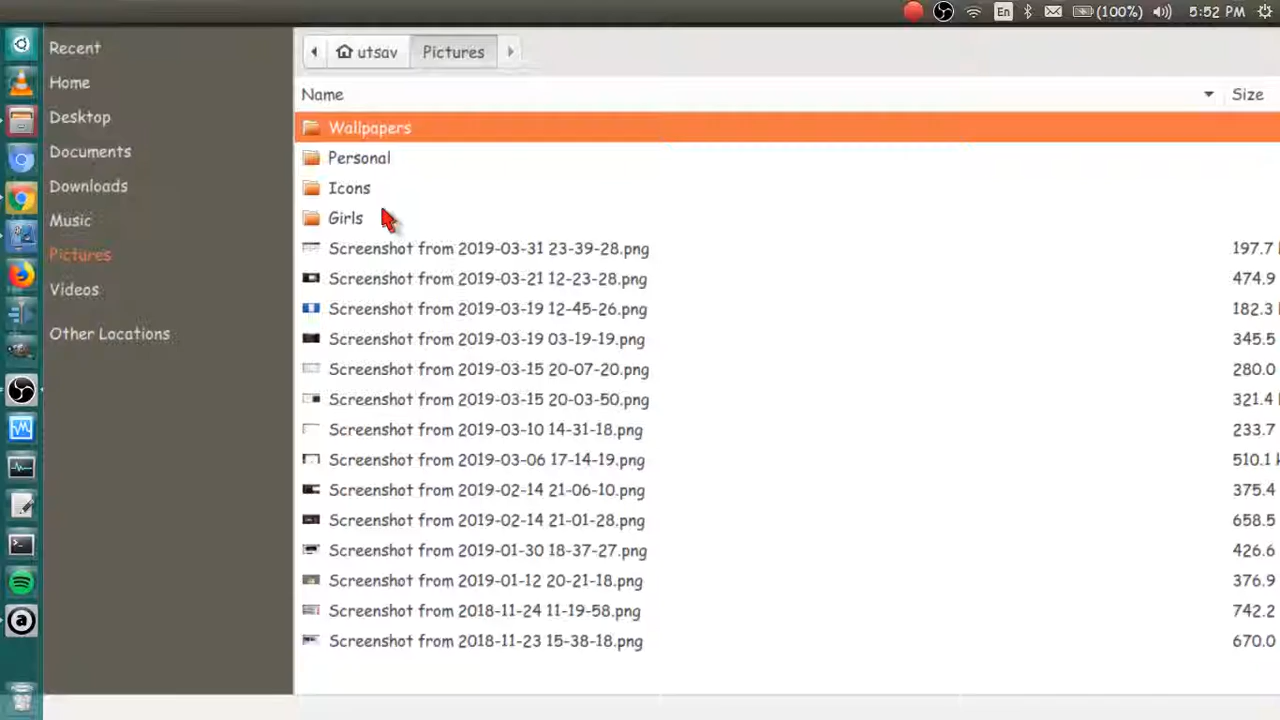 En (100%) 5:52 PM
Recent
Home
Desktop
Documents
Downloads
Music
Pictures
Videos
Other Locations
utsav Pictures
Name Size
Wallpapers
Personal
Icons
Girls
Screenshot from 2019-03-31 23-39-28.png 197.7
Screenshot from 2019-03-21 12-23-28.png 474.9
Screenshot from 2019-03-19 12-45-26.png 182.3
Screenshot from 2019-03-19 03-19-19.png 345.5
Screenshot from 2019-03-15 20-07-20.png 280.0
Screenshot from 2019-03-15 20-03-50.png 321.4
Screenshot from 2019-03-10 14-31-18.png 233.7
Screenshot from 2019-03-06 17-14-19.png 510.1
Screenshot from 2019-02-14 21-06-10.png 375.4
Screenshot from 2019-02-14 21-01-28.png 658.5
Screenshot from 2019-01-30 18-37-27.png 426.6
Screenshot from 2019-01-12 20-21-18.png 376.9
Screenshot from 2018-11-24 11-19-58.png 742.2
Screenshot from 2018-11-23 15-38-18.png 670.0